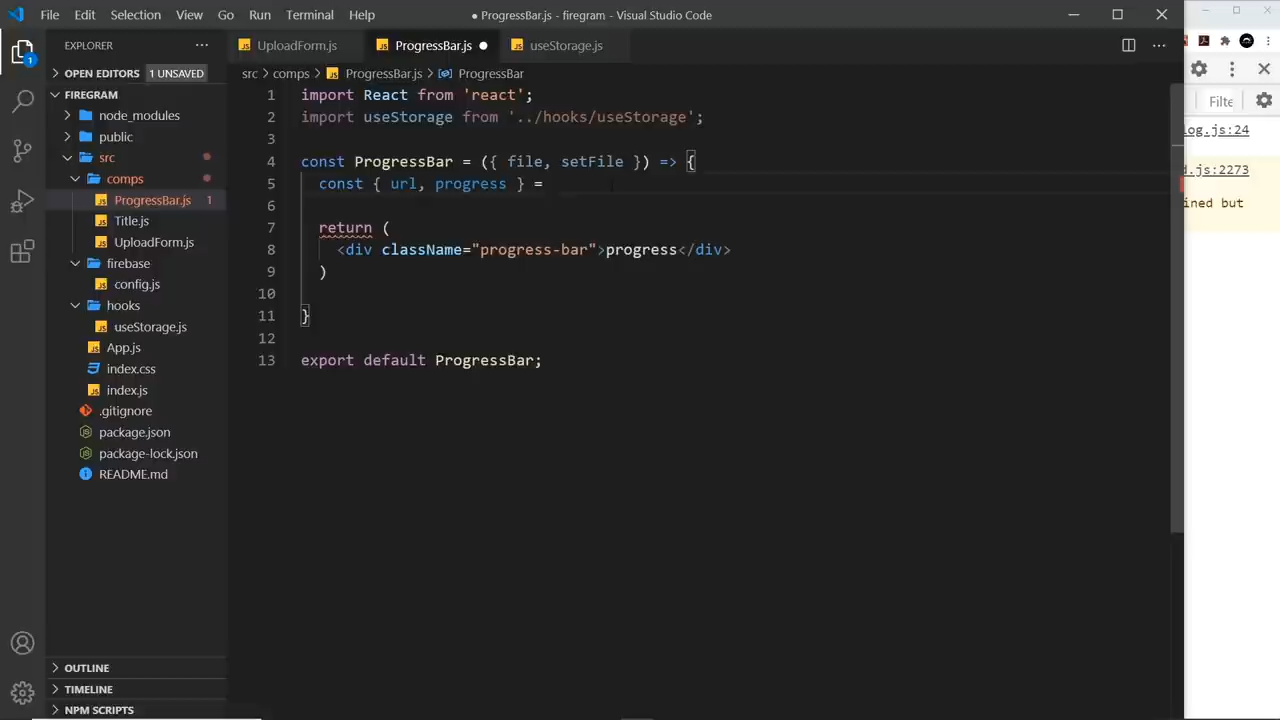 File Edit Selection View Go Run Terminal Help
● ProgressBar.js - firegram - Visual Studio Code
EXPLORER
UploadForm.js ProgressBar.js useStorage.js
OPEN EDITORS 1 UNSAVED
FIREGRAM
node_modules
public
src
comps
ProgressBar.js 1
Title.js
UploadForm.js
firebase
config.js
hooks
useStorage.js
App.js
index.css
index.js
.gitignore
package.json
package-lock.json
README.md
OUTLINE
TIMELINE
NPM SCRIPTS
1
src > comps > ProgressBar.js > ProgressBar
1 import React from 'react';
2 import useStorage from '../hooks/useStorage';
3
4 const ProgressBar = ({ file, setFile }) => {
5 const { url, progress } =
6
7 return (
8 <div className="progress-bar">progress</div>
9 )
10
11 }
12
13 export default ProgressBar;
Filte
log.js:24
d.js:2273
ined but